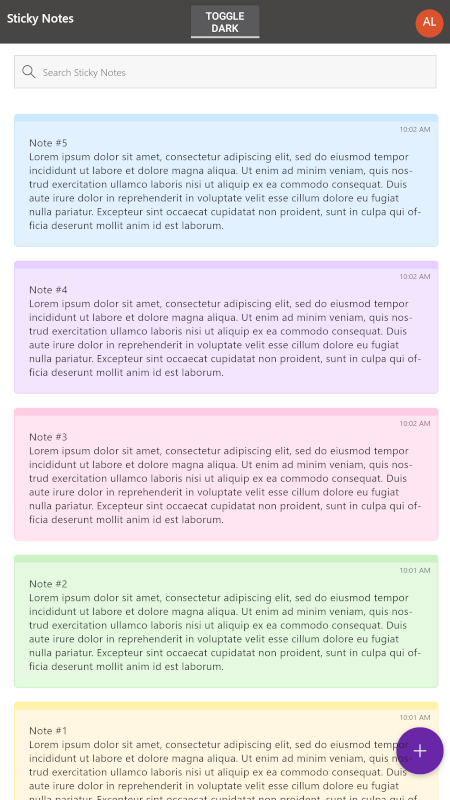 Sticky Notes
TOGGLE
DARK
AL
Search Sticky Notes
10:02 AM
Note #5
Lorem ipsum dolor sit amet, consectetur adipiscing elit, sed do eiusmod tempor
incididunt ut labore et dolore magna aliqua. Ut enim ad minim veniam, quis nos-
trud exercitation ullamco laboris nisi ut aliquip ex ea commodo consequat. Duis
aute irure dolor in reprehenderit in voluptate velit esse cillum dolore eu fugiat
nulla pariatur. Excepteur sint occaecat cupidatat non proident, sunt in culpa qui of-
ficia deserunt mollit anim id est laborum.
10:02 AM
Note #4
Lorem ipsum dolor sit amet, consectetur adipiscing elit, sed do eiusmod tempor
incididunt ut labore et dolore magna aliqua. Ut enim ad minim veniam, quis nos-
trud exercitation ullamco laboris nisi ut aliquip ex ea commodo consequat. Duis
aute irure dolor in reprehenderit in voluptate velit esse cillum dolore eu fugiat
nulla pariatur. Excepteur sint occaecat cupidatat non proident, sunt in culpa qui of-
ficia deserunt mollit anim id est laborum.
10:02 AM
Note #3
Lorem ipsum dolor sit amet, consectetur adipiscing elit, sed do eiusmod tempor
incididunt ut labore et dolore magna aliqua. Ut enim ad minim veniam, quis nos-
trud exercitation ullamco laboris nisi ut aliquip ex ea commodo consequat. Duis
aute irure dolor in reprehenderit in voluptate velit esse cillum dolore eu fugiat
nulla pariatur. Excepteur sint occaecat cupidatat non proident, sunt in culpa qui of-
ficia deserunt mollit anim id est laborum.
10:01 AM
Note #2
Lorem ipsum dolor sit amet, consectetur adipiscing elit, sed do eiusmod tempor
incididunt ut labore et dolore magna aliqua. Ut enim ad minim veniam, quis nos-
trud exercitation ullamco laboris nisi ut aliquip ex ea commodo consequat. Duis
aute irure dolor in reprehenderit in voluptate velit esse cillum dolore eu fugiat
nulla pariatur. Excepteur sint occaecat cupidatat non proident, sunt in culpa qui of-
ficia deserunt mollit anim id est laborum.
10:01 AM
Note #1
Lorem ipsum dolor sit amet, consectetur adipiscing elit, sed do eiusmod tempor
incididunt ut labore et dolore magna aliqua. Ut enim ad minim veniam, quis nos-
trud exercitation ullamco laboris nisi ut aliquip ex ea commodo consequat. Duis
aute irure dolor in reprehenderit in voluptate velit esse cillum dolore eu fugiat
nulla pariatur. Excepteur sint occaecat cupidatat non proident, sunt in culpa qui of-